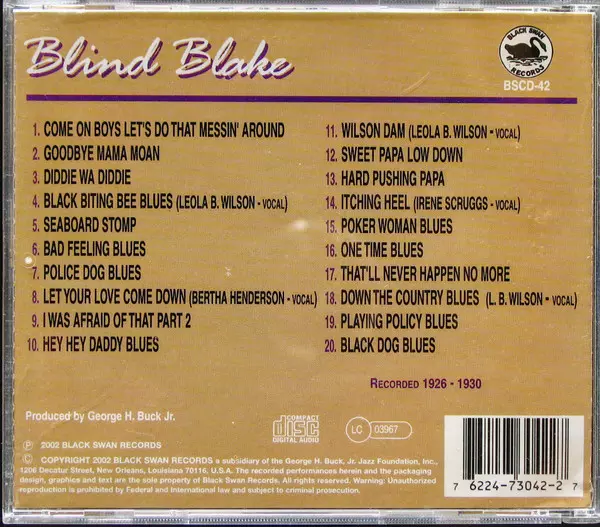 Blind Blake
BLACK SWAN
RECORDS
BSCD-42
1. COME ON BOYS LET'S DO THAT MESSIN' AROUND
2. GOODBYE MAMA MOAN
3. DIDDIE WA DIDDIE
4. BLACK BITING BEE BLUES (LEOLA B. WILSON - VOCAL)
5. SEABOARD STOMP
6. BAD FEELING BLUES
7. POLICE DOG BLUES
8. LET YOUR LOVE COME DOWN (BERTHA HENDERSON - VOCAL)
9. I WAS AFRAID OF THAT PART 2
10. HEY HEY DADDY BLUES
11. WILSON DAM (LEOLA B. WILSON - VOCAL)
12. SWEET PAPA LOW DOWN
13. HARD PUSHING PAPA
14. ITCHING HEEL (IRENE SCRUGGS - VOCAL)
15. POKER WOMAN BLUES
16. ONE TIME BLUES
17. THAT'LL NEVER HAPPEN NO MORE
18. DOWN THE COUNTRY BLUES (L. B. WILSON - VOCAL)
19. PLAYING POLICY BLUES
20. BLACK DOG BLUES
RECORDED 1926 - 1930
Produced by George H. Buck Jr.
COMPACT
disc
DIGITAL AUDIO
LC 03967
℗ 2002 BLACK SWAN RECORDS
© COPYRIGHT 2002 BLACK SWAN RECORDS a subsidiary of the George H. Buck, Jr. Jazz Foundation, Inc.,
1206 Decatur Street, New Orleans, Louisiana 70116, U.S.A. The recorded performances herein and the packaging
design, graphics and text are the sole property of Black Swan Records. All rights reserved. Warning: Unauthorized
reproduction is prohibited by Federal and International law and subject to criminal prosecution.
7 6224-73042-2 7